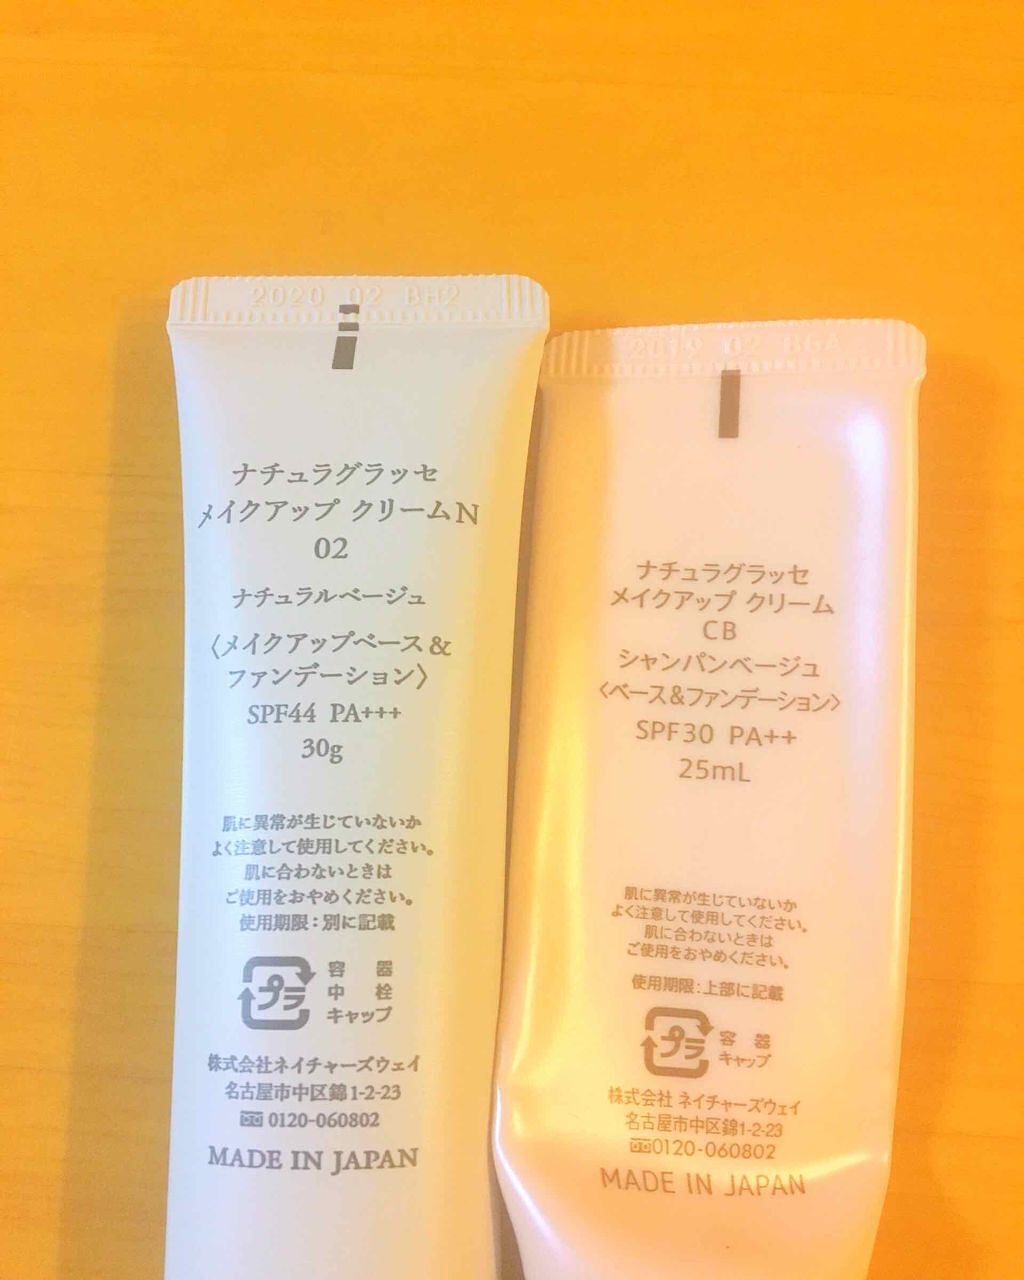 2020 02 BH2
ナチュラグラッセ
メイクアップ クリームN
02
ナチュラルベージュ
〈メイクアップベース&
ファンデーション〉
SPF44 PA+++
30g
肌に異常が生じていないか
よく注意して使用してください。
肌に合わないときは
ご使用をおやめください。
使用期限:別に記載
プラ
容器
中栓
キャップ
株式会社ネイチャーズウェイ
名古屋市中区錦1-2-23
0120-060802
MADE IN JAPAN
2019 02
ナチュラグラッセ
メイクアップ クリーム
CB
シャンパンベージュ
〈ベース&ファンデーション〉
SPF30 PA++
25mL
肌に異常が生じていないか
よく注意して使用してください。
肌に合わないときは
ご使用をおやめください。
使用期限:上部に記載
プラ
容器
キャップ
株式会社 ネイチャーズウェイ
名古屋市中区錦1-2-23
0120-060802
MADE IN JAPAN